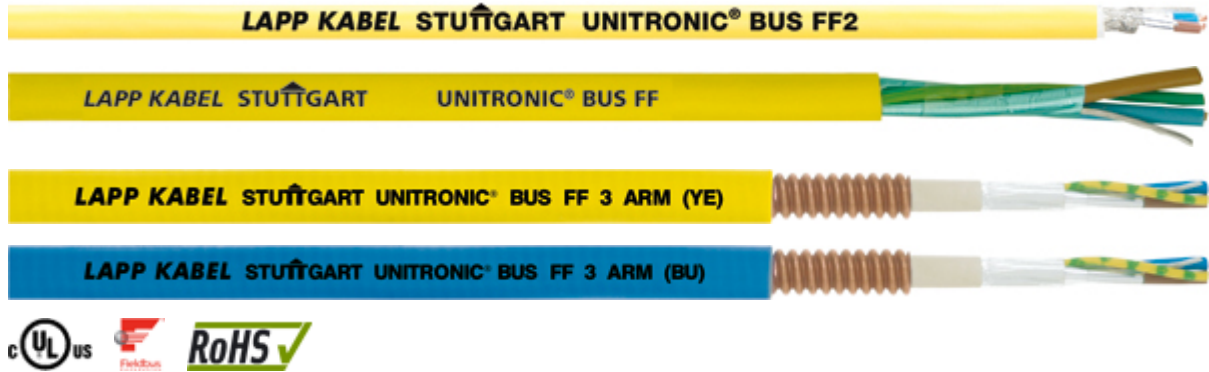 LAPP KABEL STUTTGART UNITRONIC® BUS FF2
LAPP KABEL STUTTGART UNITRONIC® BUS FF
LAPP KABEL STUTTGART UNITRONIC® BUS FF 3 ARM (YE)
LAPP KABEL STUTTGART UNITRONIC® BUS FF 3 ARM (BU)
c UL us Fieldbus RoHS